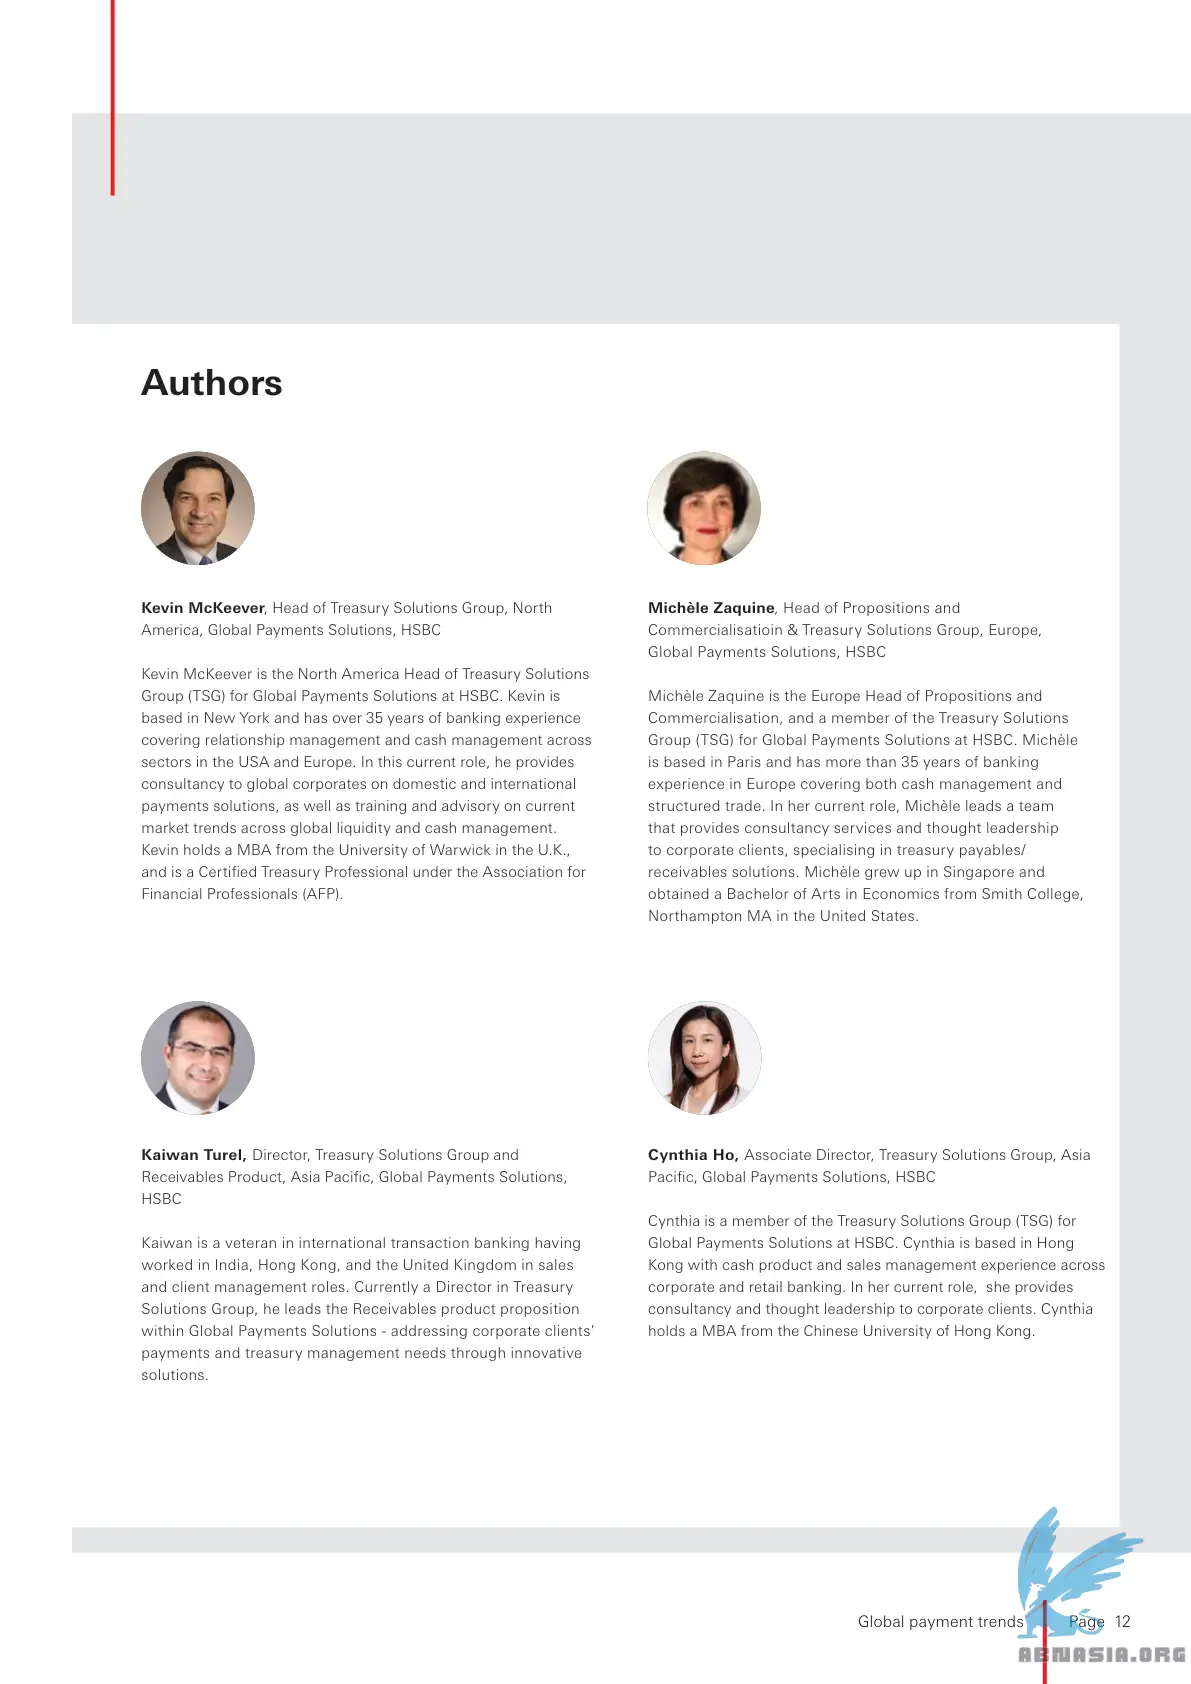 Authors
Kevin McKeever, Head of Treasury Solutions Group, North
America, Global Payments Solutions, HSBC
Kevin McKeever is the North America Head of Treasury Solutions
Group (TSG) for Global Payments Solutions at HSBC. Kevin is
based in New York and has over 35 years of banking experience
covering relationship management and cash management across
sectors in the USA and Europe. In this current role, he provides
consultancy to global corporates on domestic and international
payments solutions, as well as training and advisory on current
market trends across global liquidity and cash management.
Kevin holds a MBA from the University of Warwick in the U.K.,
and is a Certified Treasury Professional under the Association for
Financial Professionals (AFP).
Michèle Zaquine, Head of Propositions and
Commercialisatioin & Treasury Solutions Group, Europe,
Global Payments Solutions, HSBC
Michèle Zaquine is the Europe Head of Propositions and
Commercialisation, and a member of the Treasury Solutions
Group (TSG) for Global Payments Solutions at HSBC. Michèle
is based in Paris and has more than 35 years of banking
experience in Europe covering both cash management and
structured trade. In her current role, Michèle leads a team
that provides consultancy services and thought leadership
to corporate clients, specialising in treasury payables/
receivables solutions. Michèle grew up in Singapore and
obtained a Bachelor of Arts in Economics from Smith College,
Northampton MA in the United States.
Kaiwan Turel, Director, Treasury Solutions Group and
Receivables Product, Asia Pacific, Global Payments Solutions,
HSBC
Kaiwan is a veteran in international transaction banking having
worked in India, Hong Kong, and the United Kingdom in sales
and client management roles. Currently a Director in Treasury
Solutions Group, he leads the Receivables product proposition
within Global Payments Solutions - addressing corporate clients’
payments and treasury management needs through innovative
solutions.
Cynthia Ho, Associate Director, Treasury Solutions Group, Asia
Pacific, Global Payments Solutions, HSBC
Cynthia is a member of the Treasury Solutions Group (TSG) for
Global Payments Solutions at HSBC. Cynthia is based in Hong
Kong with cash product and sales management experience across
corporate and retail banking. In her current role, she provides
consultancy and thought leadership to corporate clients. Cynthia
holds a MBA from the Chinese University of Hong Kong.
Global payment trends Page 12
ABNASIA.ORG